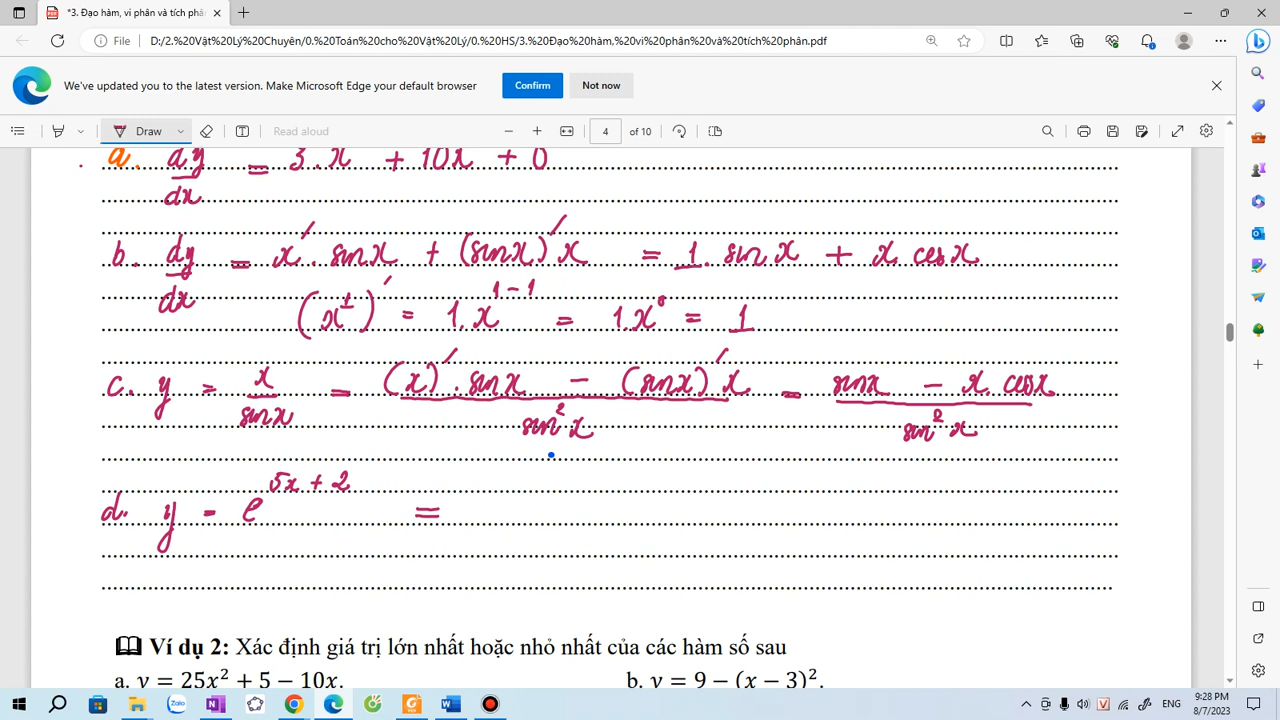 *3. Đạo hàm, vi phân và tích phâ
File D:/2.%20Vật%20Lý%20Chuyên/0.%20Toán%20cho%20Vật%20Lý/0.%20HS/3.%20Đạo%20hàm,%20vi%20phân%20và%20tích%20phân.pdf
We've updated you to the latest version. Make Microsoft Edge your default browser Confirm Not now
Draw Read aloud 4 of 10
a. dy/dx = 3.x + 10x + 0
b. dy/dx = x'. sinx + (sinx)'x = 1. sin x + x cosx
(x¹)' = 1.x¹⁻¹ = 1.x⁰ = 1
c. y = x/sinx = ((x)'. sinx - (sinx)'x)/sin²x = (sinx - x.cosx)/sin²x
d. y = e^(5x + 2) =
Ví dụ 2: Xác định giá trị lớn nhất hoặc nhỏ nhất của các hàm số sau
a. y = 25x² + 5 − 10x. b. y = 9 − (x − 3)².
Zalo ENG 9:28 PM
8/7/2023